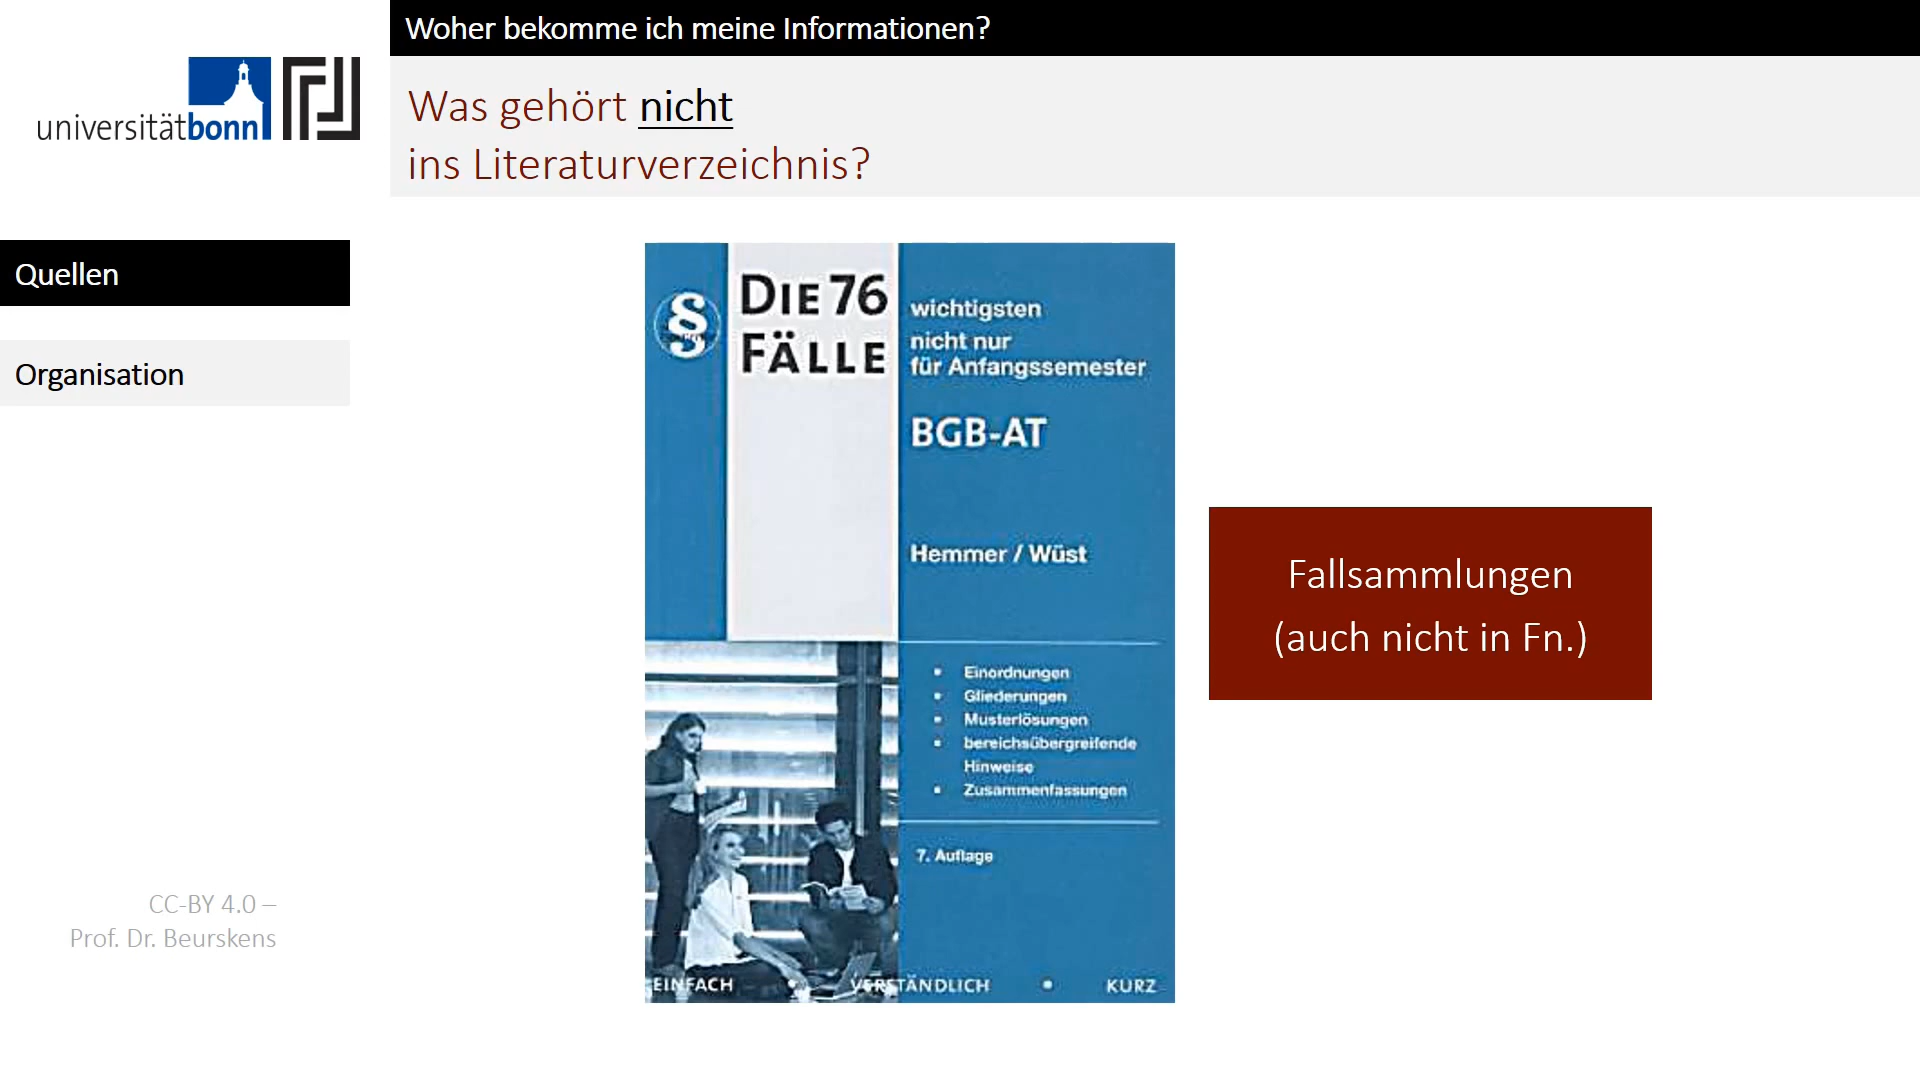 Woher bekomme ich meine Informationen?
universitätbonn
Was gehört nicht
ins Literaturverzeichnis?
Quellen
Organisation
DIE 76
FÄLLE
wichtigsten
nicht nur
für Anfangssemester
BGB-AT
Hemmer / Wüst
• Einordnungen
• Gliederungen
• Musterlösungen
• bereichsübergreifende
Hinweise
• Zusammenfassungen
7. Auflage
EINFACH • VERSTÄNDLICH • KURZ
Fallsammlungen
(auch nicht in Fn.)
CC-BY 4.0 –
Prof. Dr. Beurskens